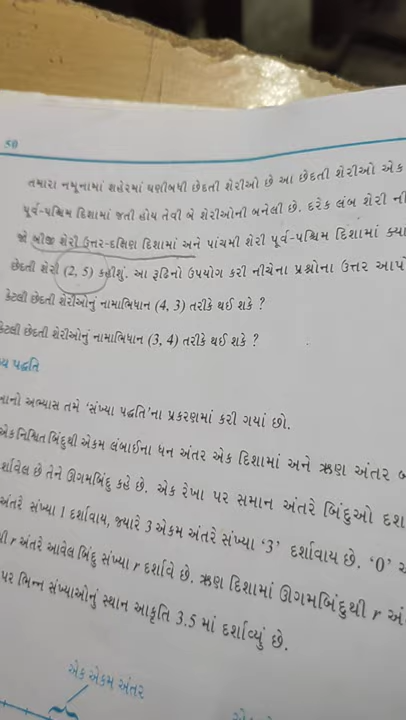 50
તમારા નમૂનામાં શહેરમાં ઘણીબધી છેદતી શેરીઓ છે આ છેદતી શેરીઓ એક
પૂર્વ-પશ્ચિમ દિશામાં જતી હોય તેવી બે શેરીઓની બનેલી છે. દરેક લંબ શેરી ની
જો બીજી શેરી ઉત્તર-દક્ષિણ દિશામાં અને પાંચમી શેરી પૂર્વ-પશ્ચિમ દિશામાં ક્યા
છેદતી શેરી (2, 5) કહીશું. આ રૂઢિનો ઉપયોગ કરી નીચેના પ્રશ્નોના ઉત્તર આપો
કેટલી છેદતી શેરીઓનું નામાભિધાન (4, 3) તરીકે થઈ શકે ?
કેટલી છેદતી શેરીઓનું નામાભિધાન (3, 4) તરીકે થઈ શકે ?
ય પદ્ધતિ
નો અભ્યાસ તમે ‘સંખ્યા પદ્ધતિ’ના પ્રકરણમાં કરી ગયાં છો.
એક નિશ્ચિત બિંદુથી એકમ લંબાઈના ધન અંતર એક દિશામાં અને ઋણ અંતર બ
ર્શાવેલ છે તેને ઊગમબિંદુ કહે છે. એક રેખા પર સમાન અંતરે બિંદુઓ દશ
અંતરે સંખ્યા 1 દર્શાવાય, જ્યારે 3 એકમ અંતરે સંખ્યા ‘3’ દર્શાવાય છે. ‘0’
ી r અંતરે આવેલ બિંદુ સંખ્યા r દર્શાવે છે. ઋણ દિશામાં ઊગમબિંદુથી r અં
પર ભિન્ન સંખ્યાઓનું સ્થાન આકૃતિ 3.5 માં દર્શાવ્યું છે.
એક એકમ અંતર